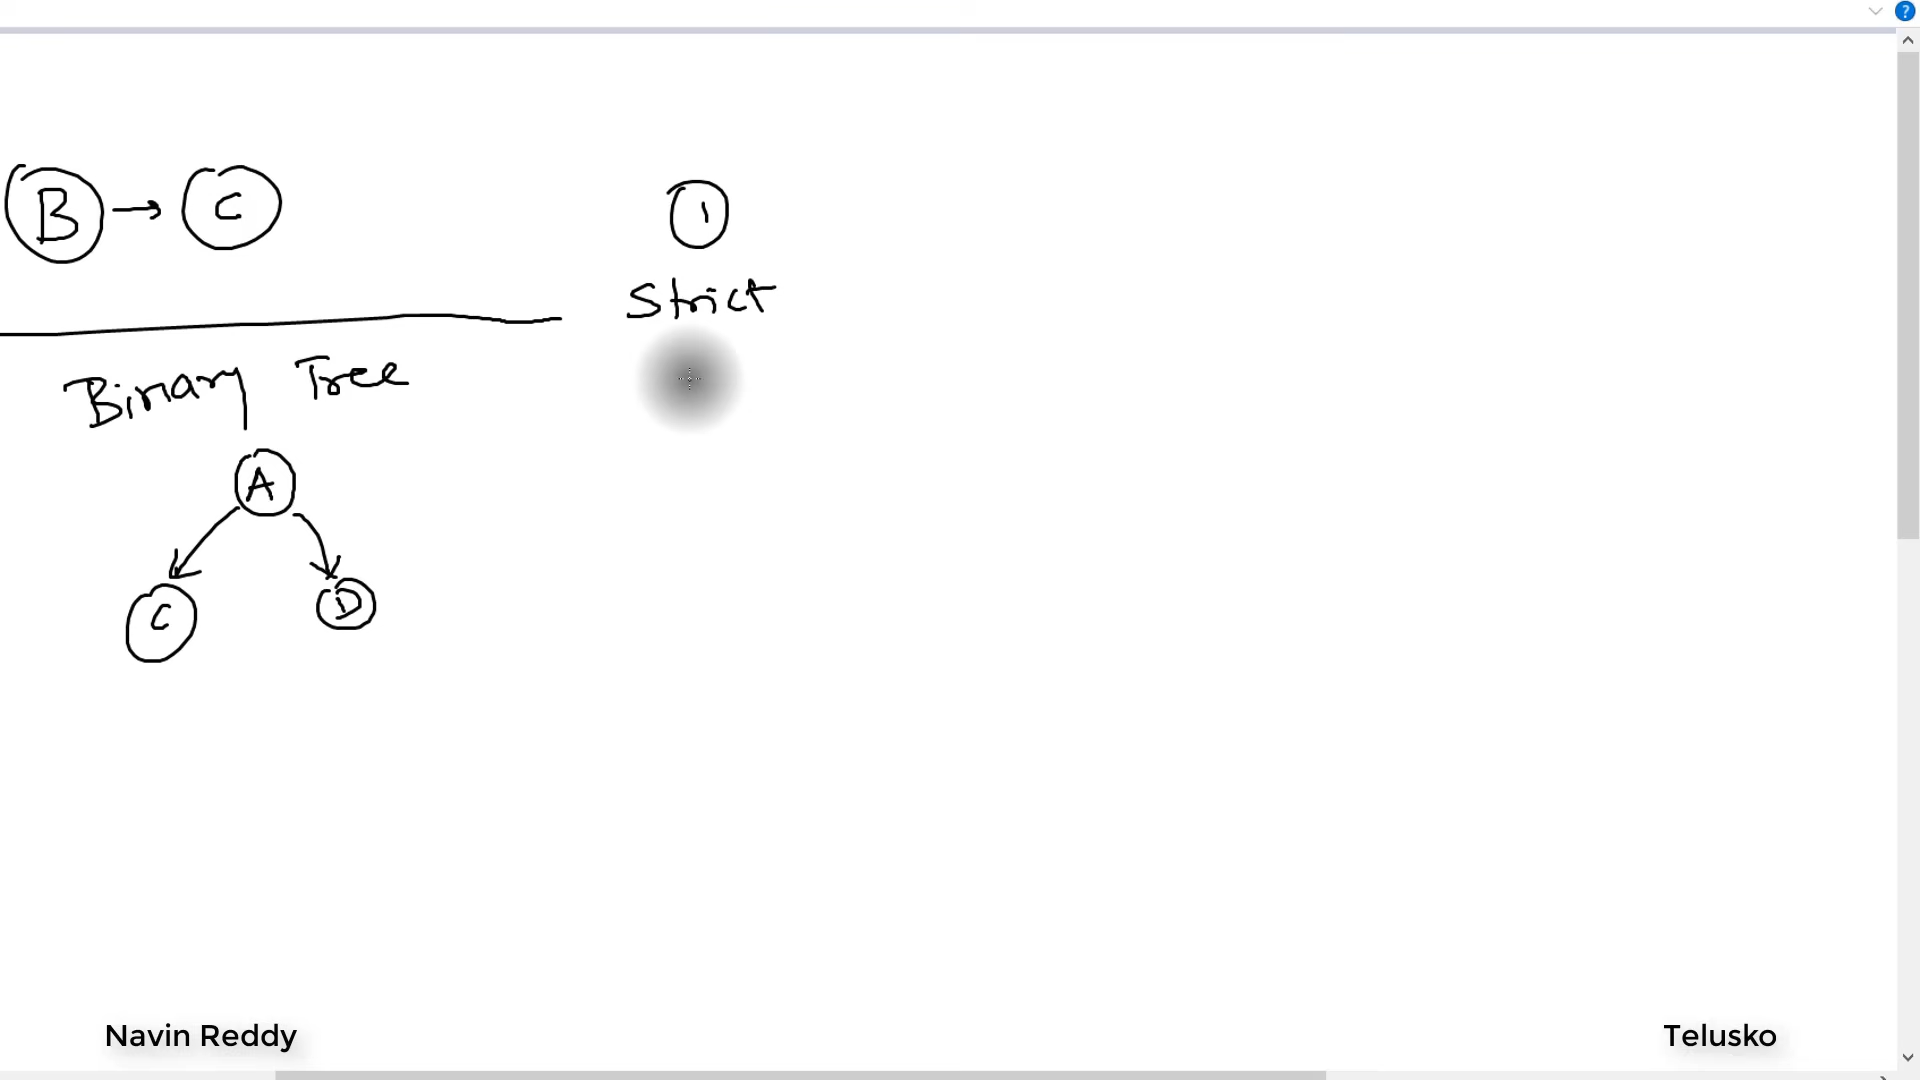 B → C
1
Strict
Binary Tree
A
C
D
Navin Reddy
Telusko
?